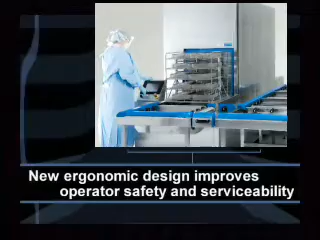 New ergonomic design improves
operator safety and serviceability